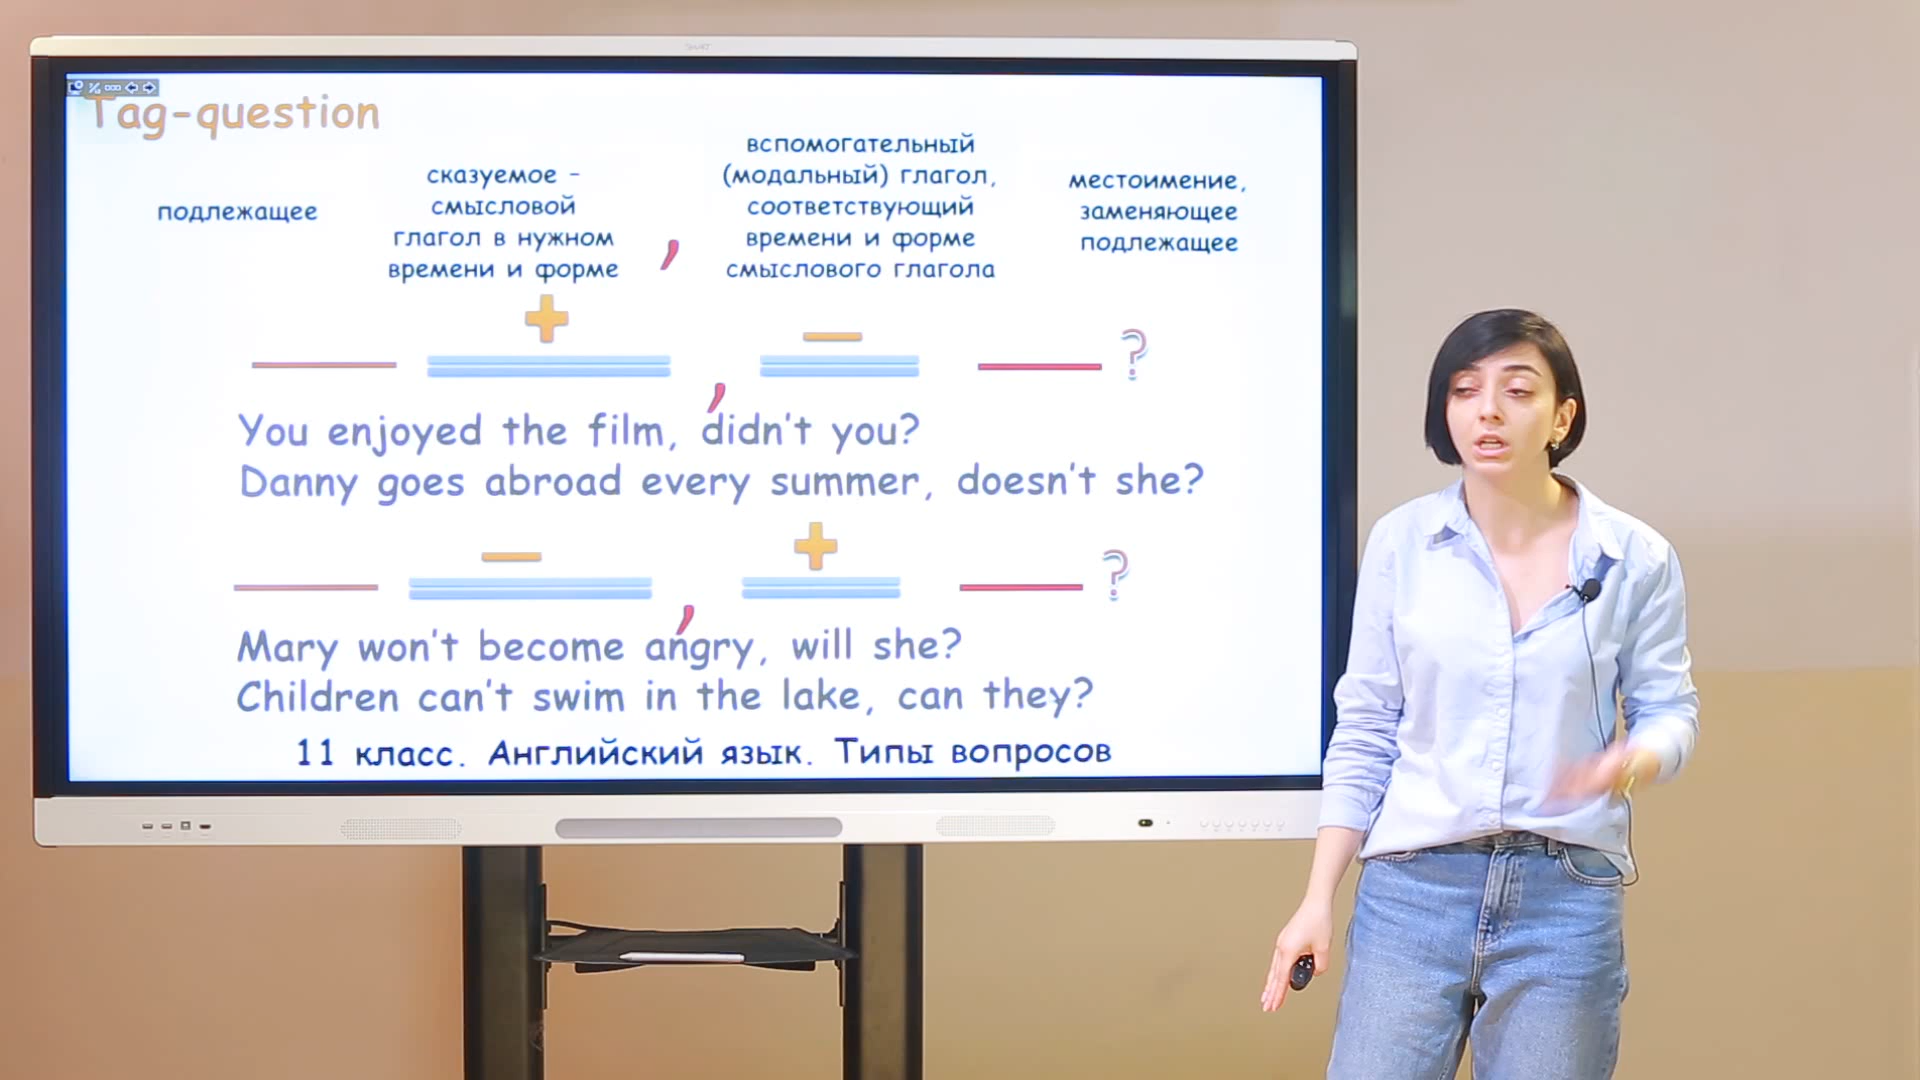 SMART
Tag-question
подлежащее
сказуемое -
смысловой
глагол в нужном
времени и форме
,
вспомогательный
(модальный) глагол,
соответствующий
времени и форме
смыслового глагола
местоимение,
заменяющее
подлежащее
+ −
, ?
You enjoyed the film, didn't you?
Danny goes abroad every summer, doesn't she?
− +
, ?
Mary won't become angry, will she?
Children can't swim in the lake, can they?
11 класс. Английский язык. Типы вопросов